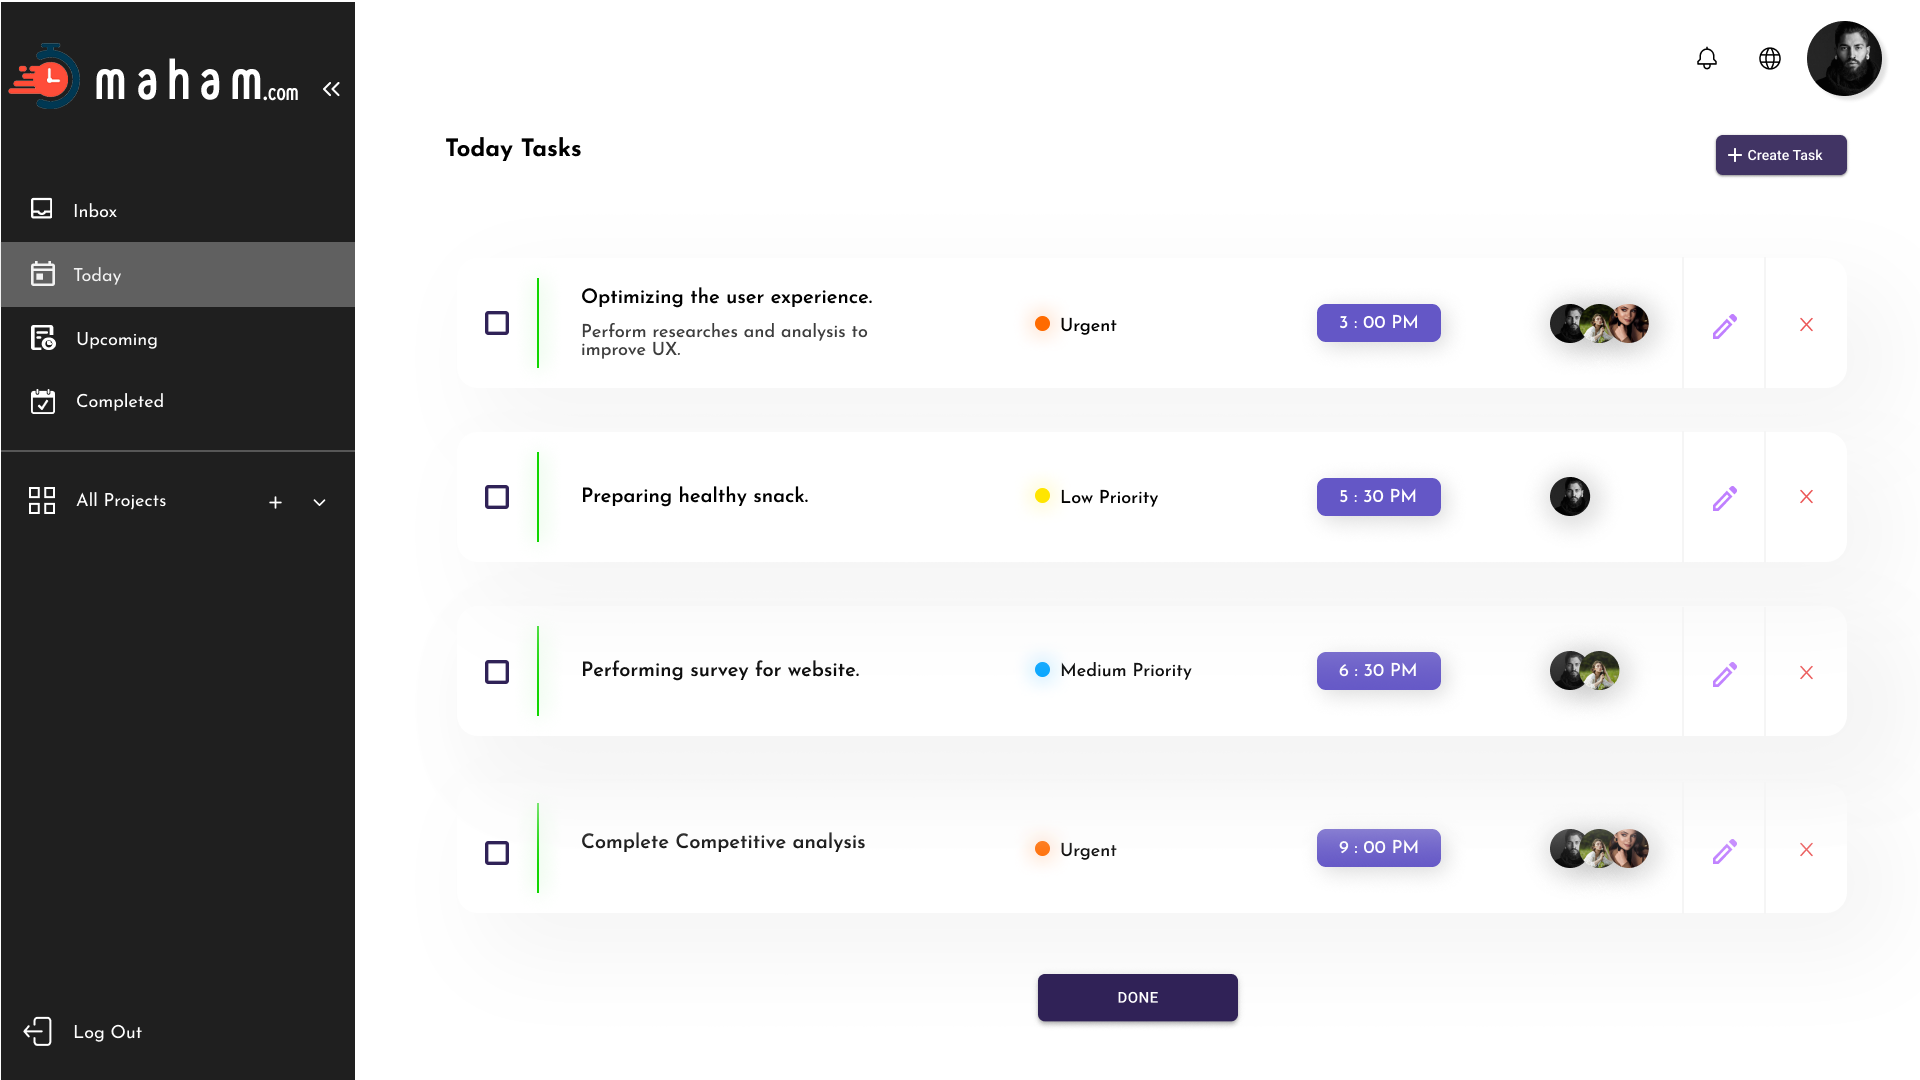 maham.com
Inbox
Today
Upcoming
Completed
All Projects
Log Out
Today Tasks
Create Task
Optimizing the user experience.
Perform researches and analysis to
improve UX.
Urgent
3 : 00 PM
Preparing healthy snack.
Low Priority
5 : 30 PM
Performing survey for website.
Medium Priority
6 : 30 PM
Complete Competitive analysis
Urgent
9 : 00 PM
DONE